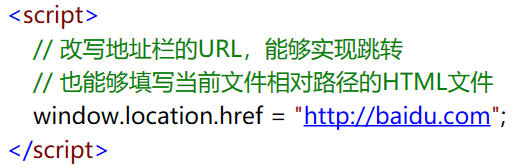 <script>
// 改写地址栏的URL，能够实现跳转
// 也能够填写当前文件相对路径的HTML文件
window.location.href = "http://baidu.com";
</script>